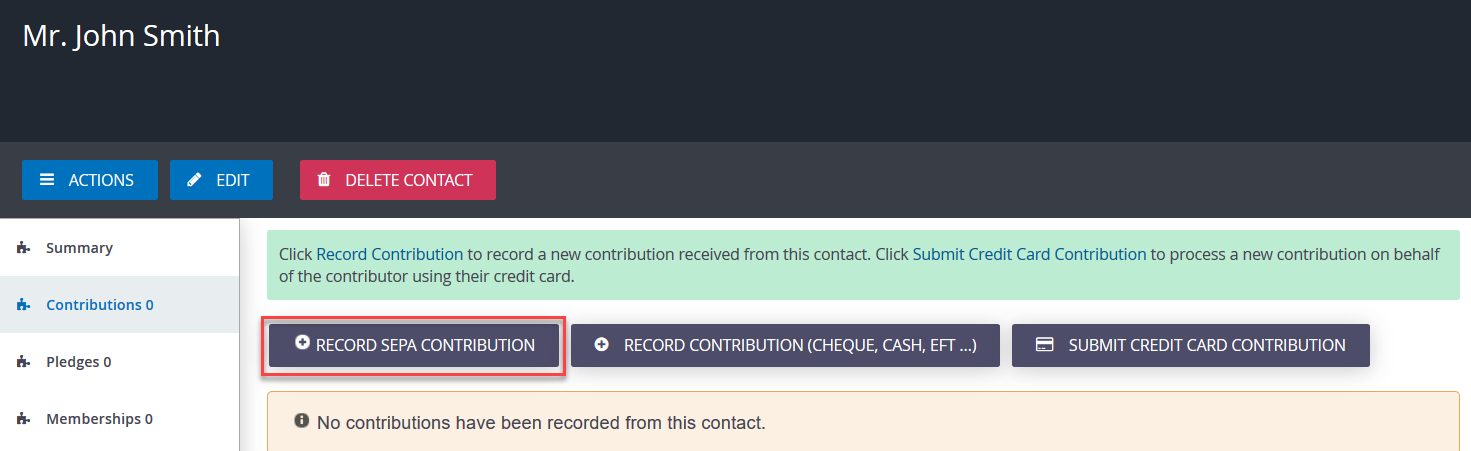 Mr. John Smith
ACTIONS
EDIT
DELETE CONTACT
Summary
Contributions 0
Pledges 0
Memberships 0
Click Record Contribution to record a new contribution received from this contact. Click Submit Credit Card Contribution to process a new contribution on behalf
of the contributor using their credit card.
RECORD SEPA CONTRIBUTION
RECORD CONTRIBUTION (CHEQUE, CASH, EFT ...)
SUBMIT CREDIT CARD CONTRIBUTION
No contributions have been recorded from this contact.